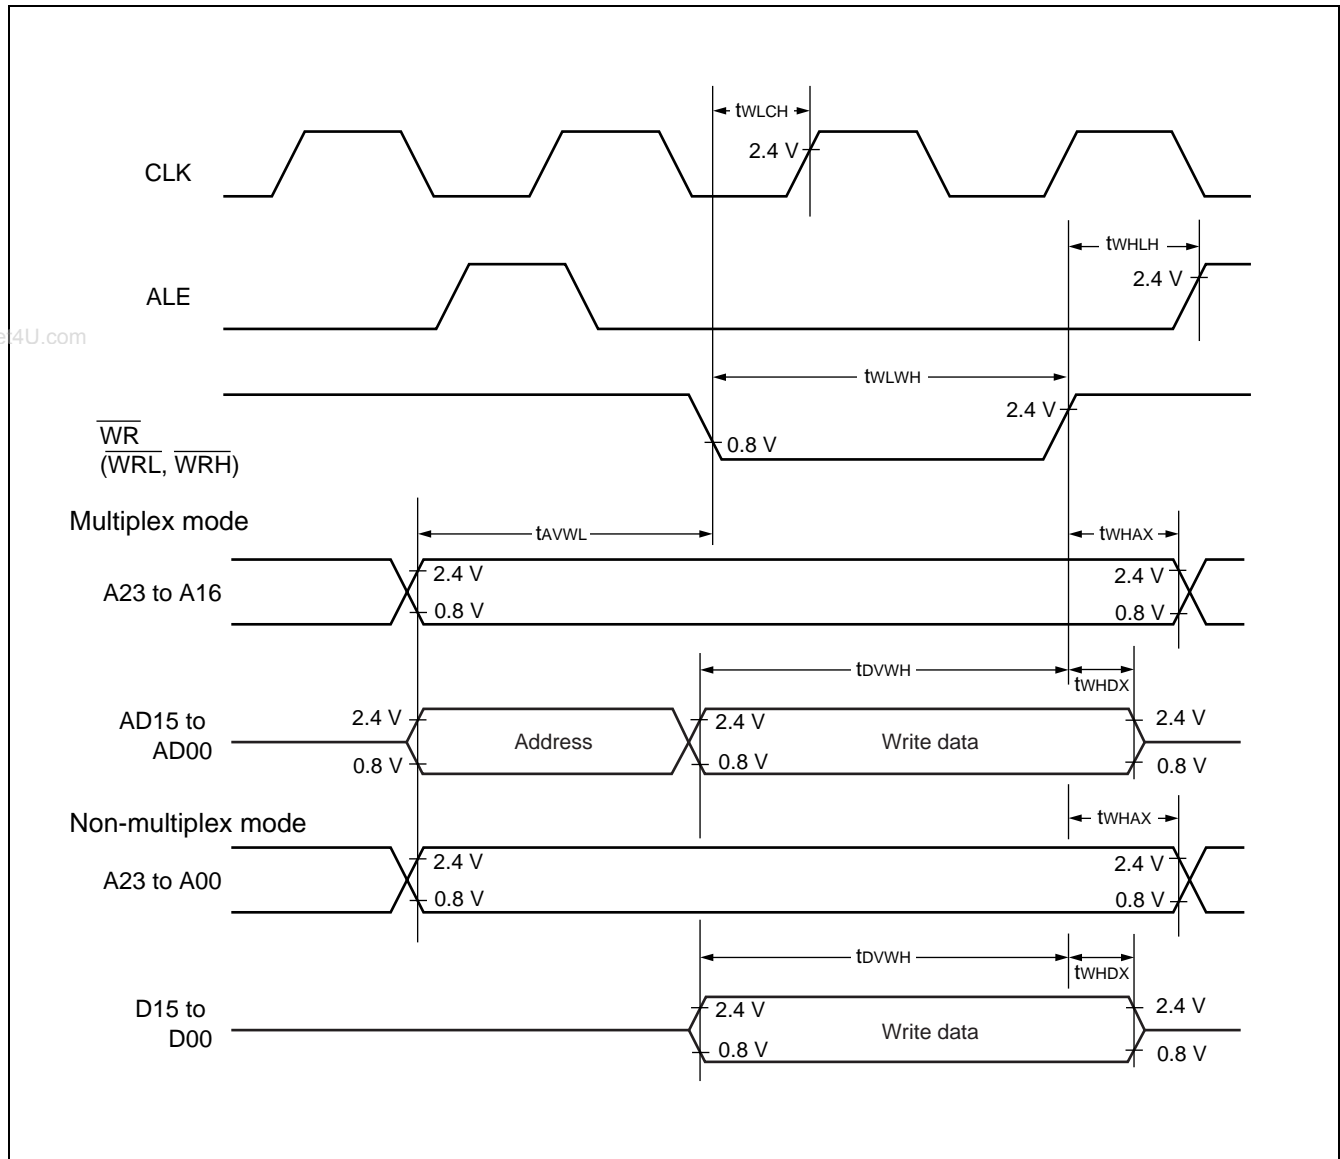 tWLCH
2.4 V
CLK
tWHLH
2.4 V
ALE
et4U.com
tWLWH
2.4 V
WR
0.8 V
(WRL, WRH)
Multiplex mode
tAVWL
tWHAX
2.4 V
2.4 V
A23 to A16
0.8 V
0.8 V
tDVWH
tWHDX
AD15 to
AD00
2.4 V
2.4 V
2.4 V
Address
Write data
0.8 V
0.8 V
0.8 V
Non-multiplex mode
tWHAX
2.4 V
2.4 V
A23 to A00
0.8 V
0.8 V
tDVWH
tWHDX
D15 to
D00
2.4 V
2.4 V
Write data
0.8 V
0.8 V